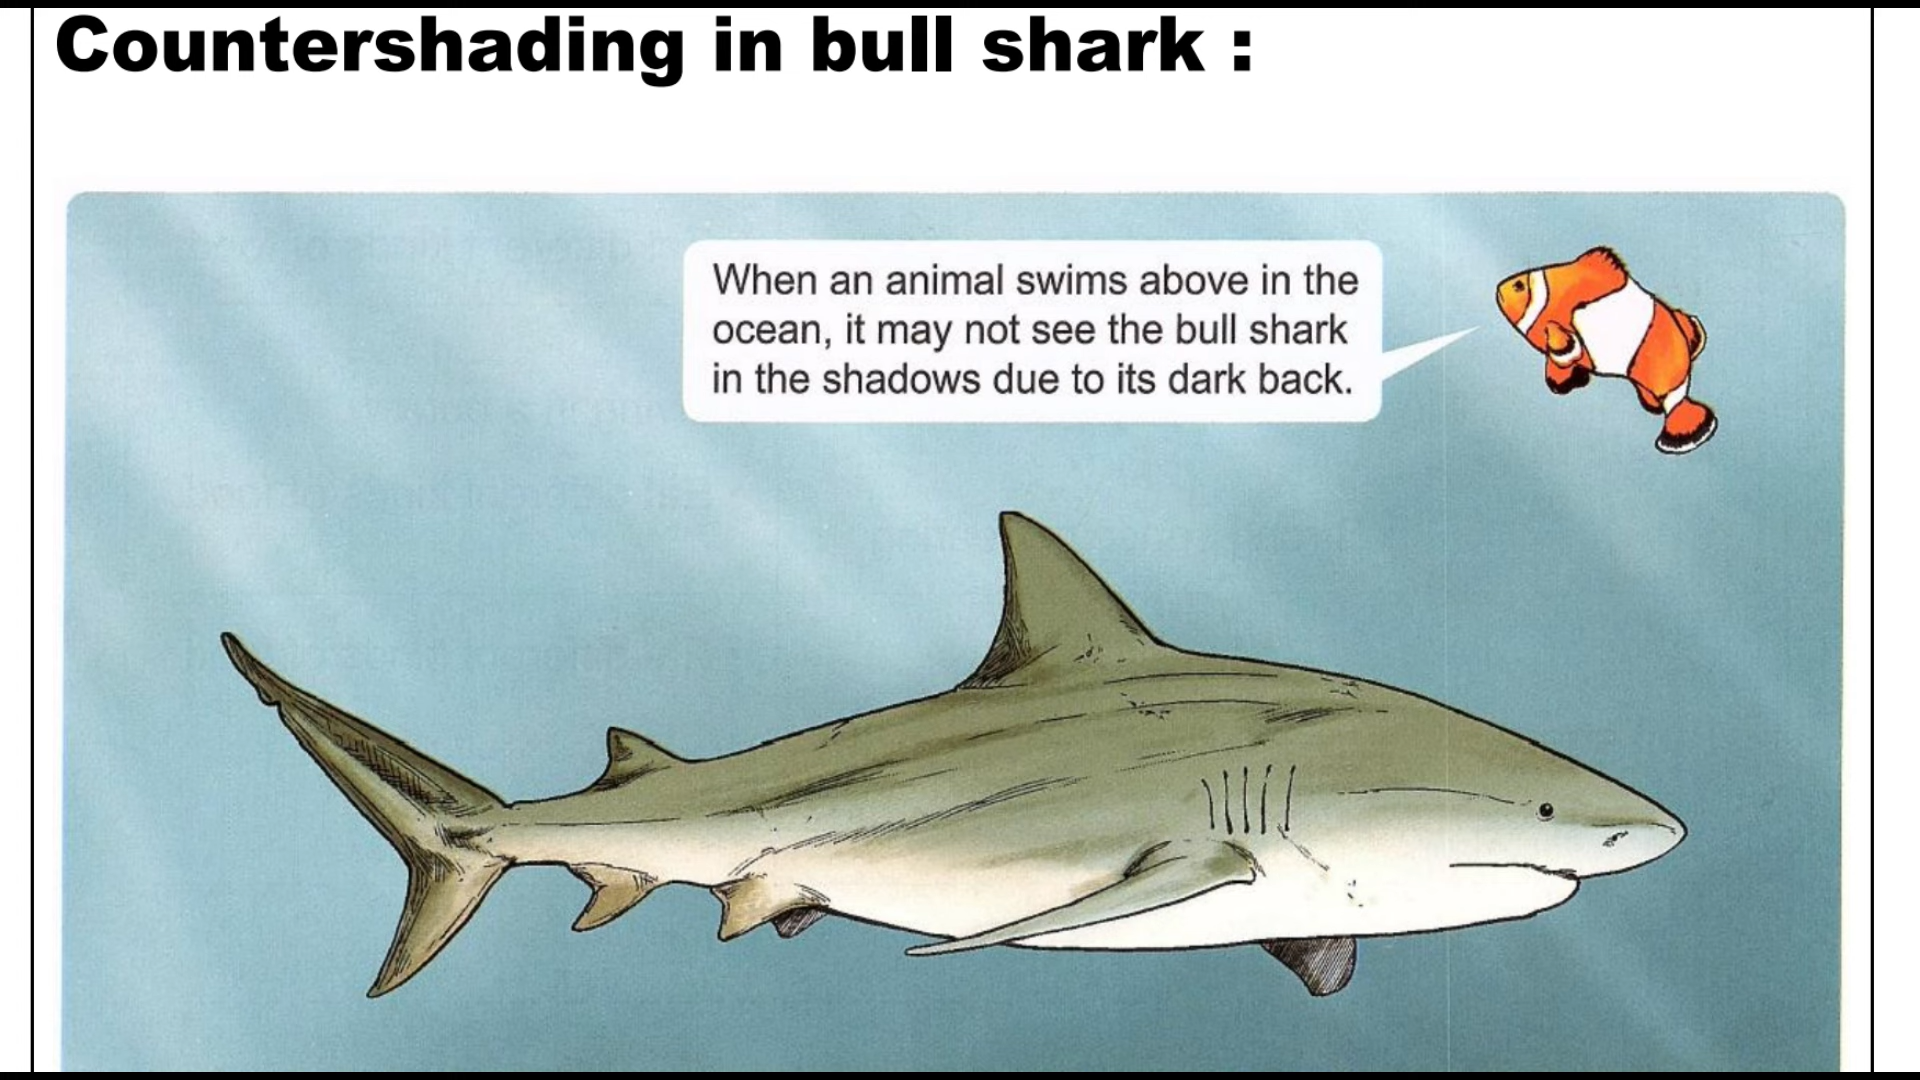 Countershading in bull shark :
When an animal swims above in the
ocean, it may not see the bull shark
in the shadows due to its dark back.